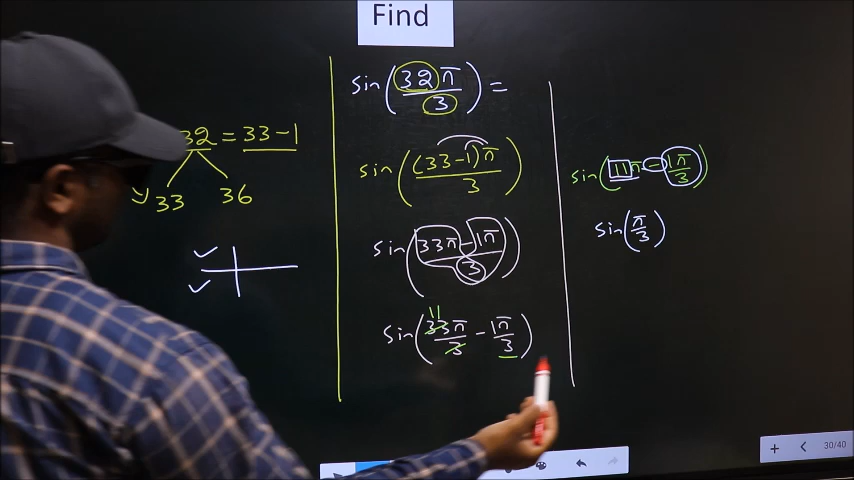 Find
32 = 33-1
33 36
sin(32π/3) =
sin((33-1)π/3)
sin(33π-1π/3)
11
sin(33π/3 - 1π/3)
sin(11π - 1π/3)
sin(π/3)
30/40